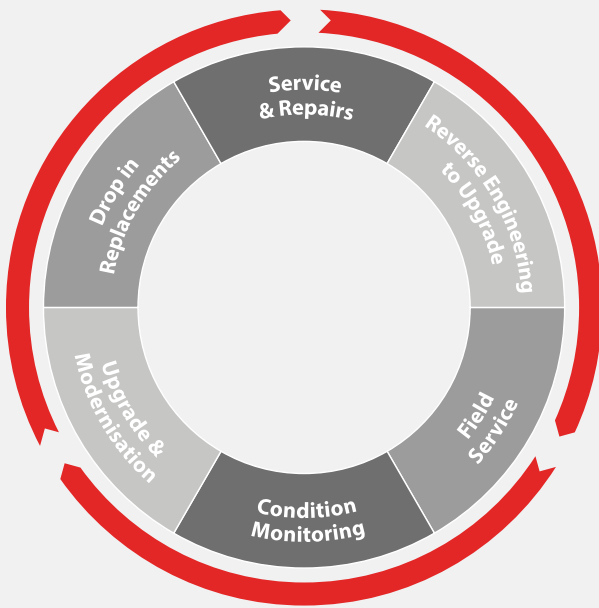 Service
& Repairs
Reverse Engineering
to Upgrade
Field
Service
Condition
Monitoring
Upgrade &
Modernisation
Drop in
Replacements